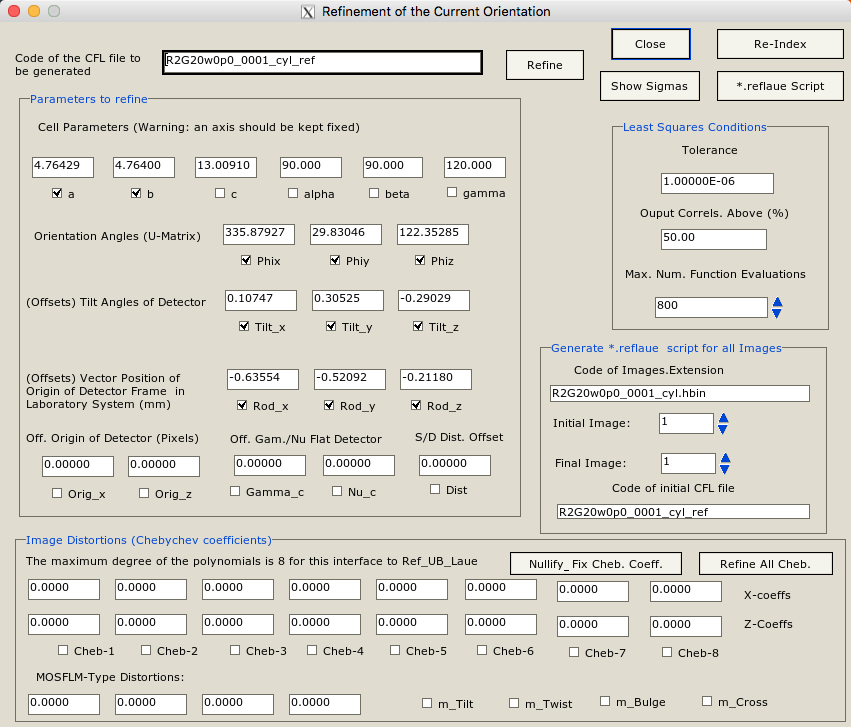 Refinement of the Current Orientation
Code of the CFL file to
be generated
R2G20w0p0_0001_cyl_ref
Refine
Close
Re-Index
Show Sigmas
*.reflaue Script
Parameters to refine
Cell Parameters (Warning: an axis should be kept fixed)
4.76429 4.76400 13.00910 90.000 90.000 120.000
a b c alpha beta gamma
Orientation Angles (U-Matrix) 335.87927 29.83046 122.35285
Phix Phiy Phiz
(Offsets) Tilt Angles of Detector 0.10747 0.30525 -0.29029
Tilt_x Tilt_y Tilt_z
(Offsets) Vector Position of
Origin of Detector Frame in
Laboratory System (mm)
-0.63554 -0.52092 -0.21180
Rod_x Rod_y Rod_z
Off. Origin of Detector (Pixels) Off. Gam./Nu Flat Detector S/D Dist. Offset
0.00000 0.00000 0.00000 0.00000 0.00000
Orig_x Orig_z Gamma_c Nu_c Dist
Least Squares Conditions
Tolerance
1.00000E-06
Ouput Correls. Above (%)
50.00
Max. Num. Function Evaluations
800
Generate *.reflaue script for all Images
Code of Images.Extension
R2G20w0p0_0001_cyl.hbin
Initial Image: 1
Final Image: 1
Code of initial CFL file
R2G20w0p0_0001_cyl_ref
Image Distortions (Chebychev coefficients)
The maximum degree of the polynomials is 8 for this interface to Ref_UB_Laue
Nullify_Fix Cheb. Coeff.
Refine All Cheb.
0.0000 0.0000 0.0000 0.0000 0.0000 0.0000 0.0000 0.0000 X-coeffs
0.0000 0.0000 0.0000 0.0000 0.0000 0.0000 0.0000 0.0000 Z-Coeffs
Cheb-1 Cheb-2 Cheb-3 Cheb-4 Cheb-5 Cheb-6 Cheb-7 Cheb-8
MOSFLM-Type Distortions:
0.0000 0.0000 0.0000 0.0000 m_Tilt m_Twist m_Bulge m_Cross